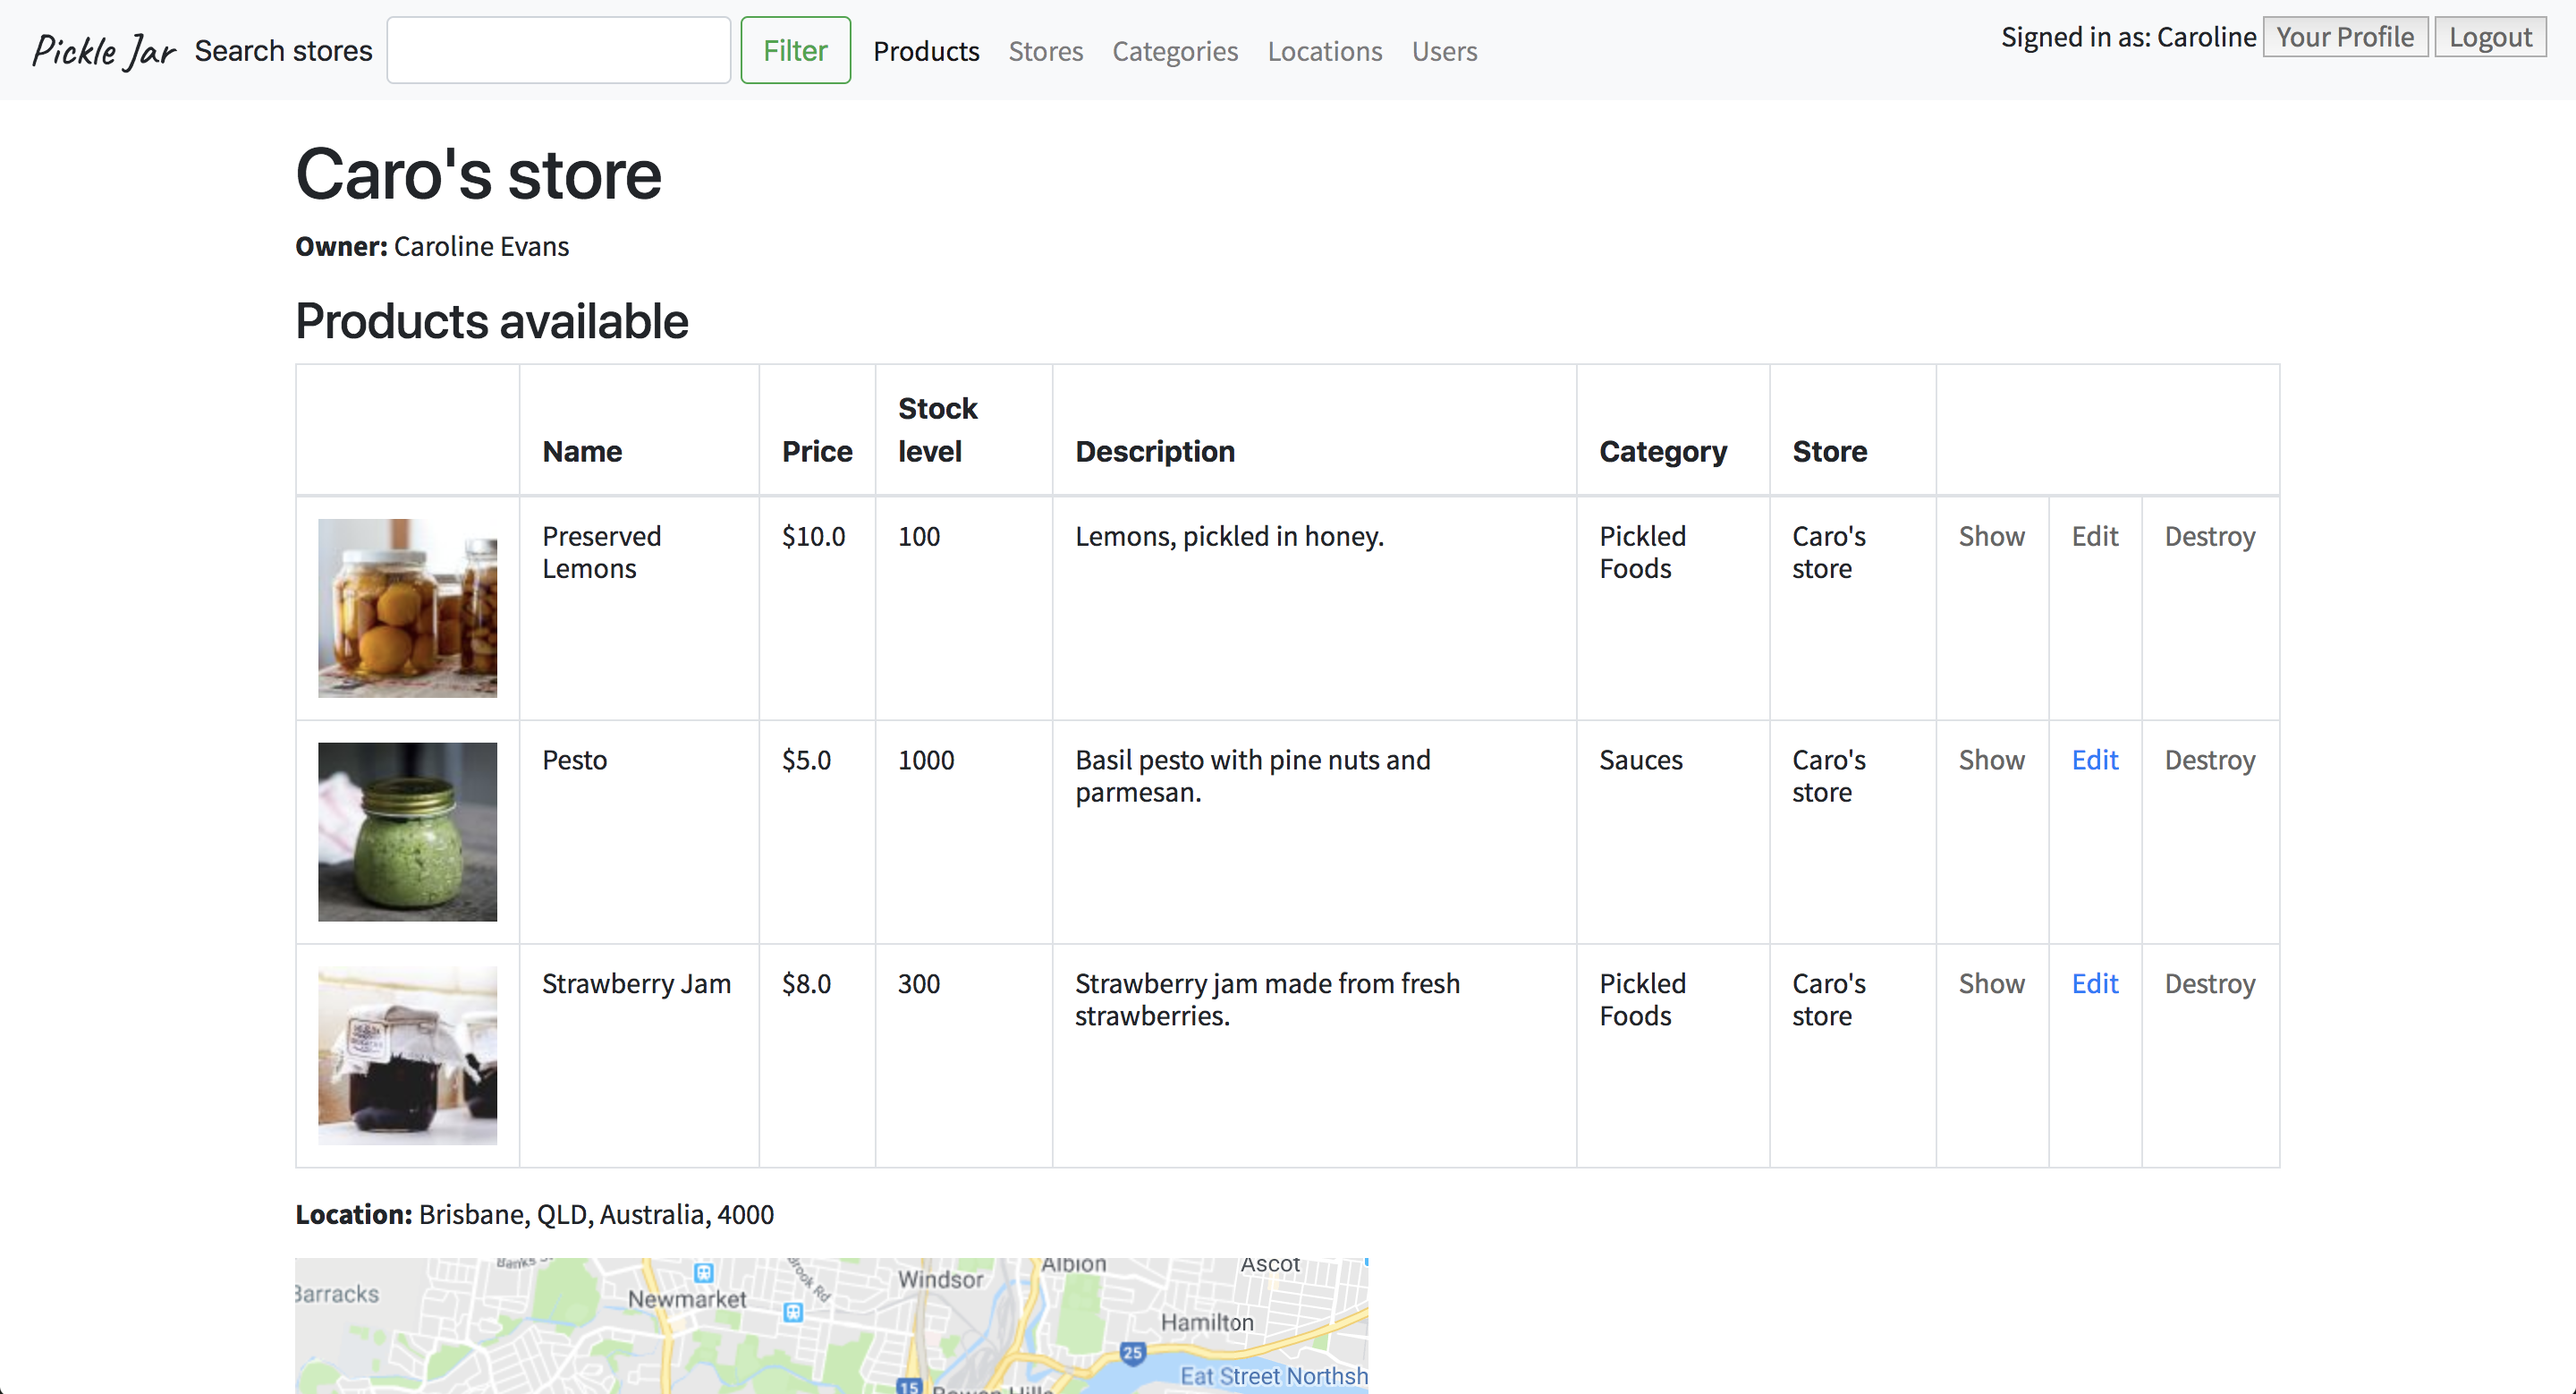 Pickle Jar Search stores Filter Products Stores Categories Locations Users Signed in as: Caroline Your Profile Logout
Caro's store
Owner: Caroline Evans
Products available
Name Price Stock level Description Category Store
Preserved Lemons $10.0 100 Lemons, pickled in honey. Pickled Foods Caro's store Show Edit Destroy
Pesto $5.0 1000 Basil pesto with pine nuts and parmesan. Sauces Caro's store Show Edit Destroy
Strawberry Jam $8.0 300 Strawberry jam made from fresh strawberries. Pickled Foods Caro's store Show Edit Destroy
Location: Brisbane, QLD, Australia, 4000
Banks
Albion
Ascot
Windsor
Barracks
Newmarket
Hamilton
25
Eat Street Northsh
15